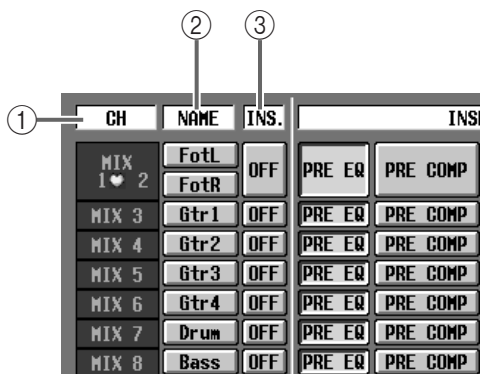 ② ③
① CH NAME INS. INS
MIX 1 2 FotL OFF PRE EQ PRE COMP
FotR
MIX 3 Gtr1 OFF PRE EQ PRE COMP
MIX 4 Gtr2 OFF PRE EQ PRE COMP
MIX 5 Gtr3 OFF PRE EQ PRE COMP
MIX 6 Gtr4 OFF PRE EQ PRE COMP
MIX 7 Drum OFF PRE EQ PRE COMP
MIX 8 Bass OFF PRE EQ PRE COMP